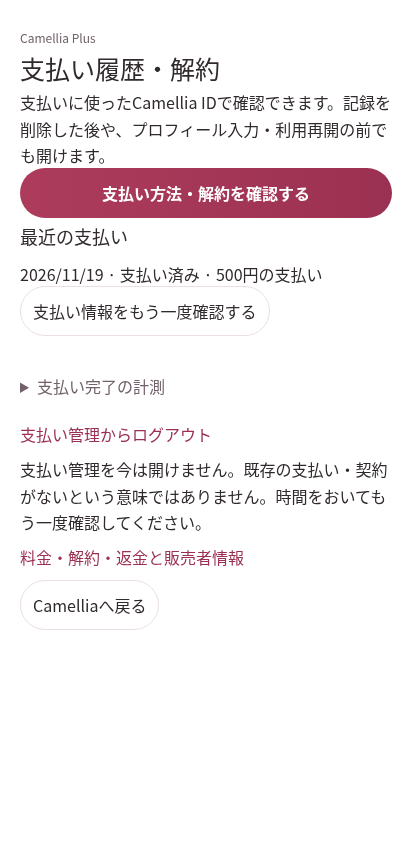 Camellia Plus
支払い履歴・解約
支払いに使ったCamellia IDで確認できます。記録を
削除した後や、プロフィール入力・利用再開の前で
も開けます。
支払い方法・解約を確認する
最近の支払い
2026/11/19 · 支払い済み · 500円の支払い
支払い情報をもう一度確認する
▶ 支払い完了の計測
支払い管理からログアウト
支払い管理を今は開けません。既存の支払い・契約
がないという意味ではありません。時間をおいても
う一度確認してください。
料金・解約・返金と販売者情報
Camelliaへ戻る